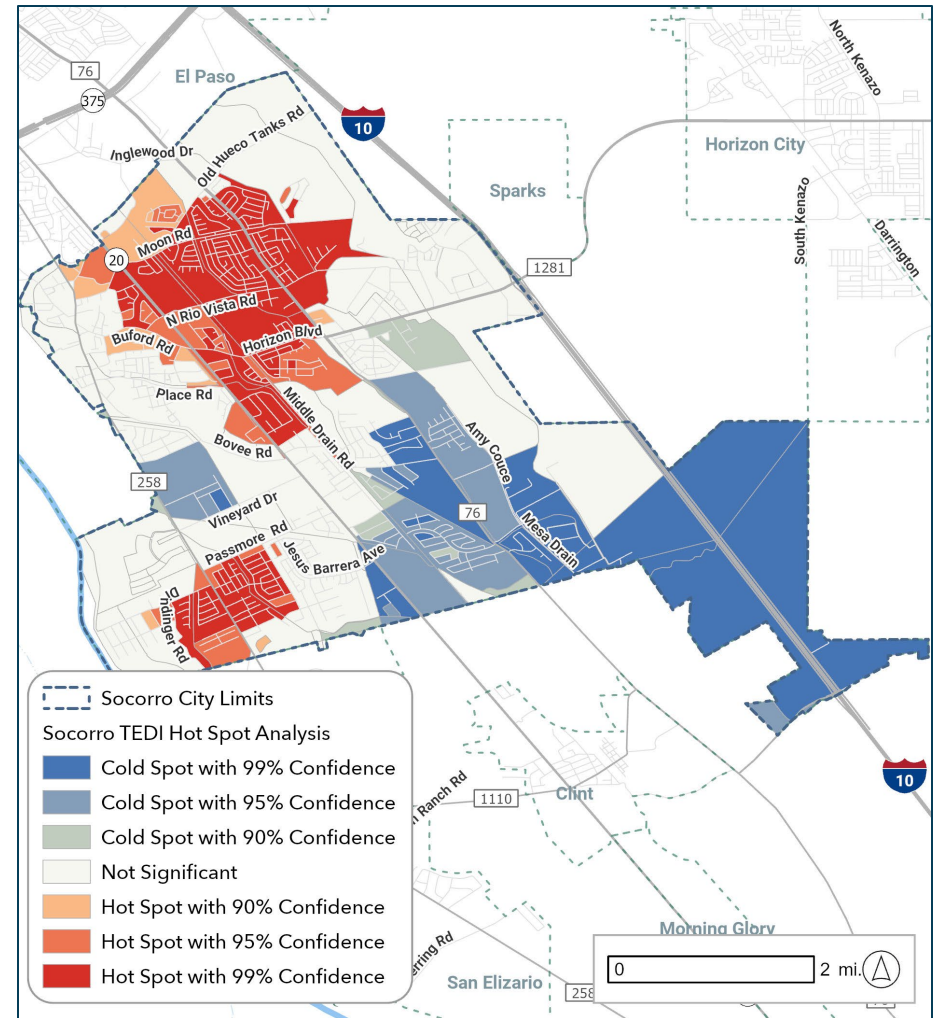 North Kenazo
76
El Paso
375
10
Old Hueco Tanks Rd
Inglewood Dr
Horizon City
Sparks
South Kenazo
Darrington
Moon Rd
20
1281
N Rio Vista Rd
Horizon Blvd
Buford Rd
Place Rd
Middle Drain Rd
Bovee Rd
Amy Couce
258
Vineyard Dr
76
Mesa Drain
Passmore Rd
Jesus Barrera Ave
Dindinger Rd
Socorro City Limits
Socorro TEDI Hot Spot Analysis
Cold Spot with 99% Confidence
Cold Spot with 95% Confidence
Cold Spot with 90% Confidence
Not Significant
Hot Spot with 90% Confidence
Hot Spot with 95% Confidence
Hot Spot with 99% Confidence
10
Ranch Rd
1110
Clint
Morning Glory
erring Rd
San Elizario
258
0 2 mi.